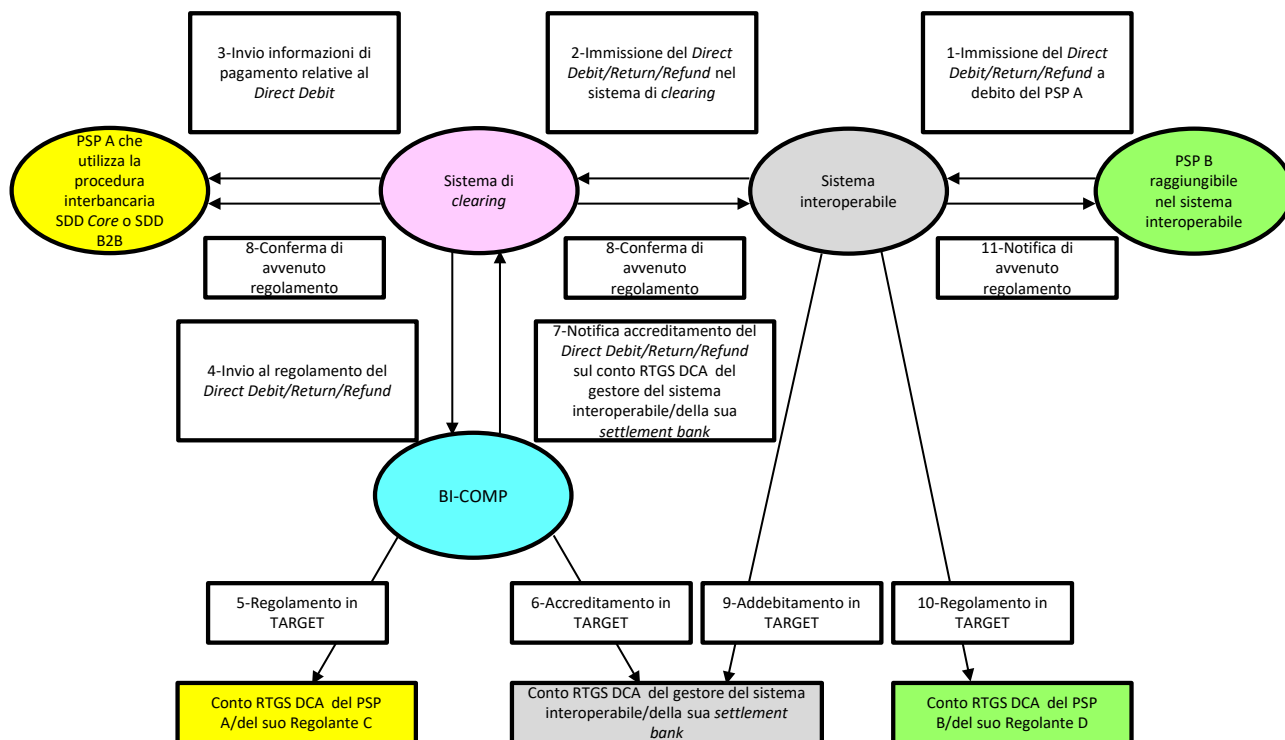 3-Invio informazioni di
pagamento relative al
Direct Debit
2-Immissione del Direct
Debit/Return/Refund nel
sistema di clearing
1-Immissione del Direct
Debit/Return/Refund a
debito del PSP A
PSP A che
utilizza la
procedura
interbancaria
SDD Core o SDD
B2B
Sistema di
clearing
Sistema
interoperabile
PSP B
raggiungibile
nel sistema
interoperabile
8-Conferma di
avvenuto
regolamento
8-Conferma di
avvenuto
regolamento
11-Notifica di
avvenuto
regolamento
4-Invio al regolamento del
Direct Debit/Return/Refund
7-Notifica accreditamento del
Direct Debit/Return/Refund
sul conto RTGS DCA del
gestore del sistema
interoperabile/della sua
settlement bank
BI-COMP
5-Regolamento in
TARGET
6-Accreditamento in
TARGET
9-Addebitamento in
TARGET
10-Regolamento in
TARGET
Conto RTGS DCA del PSP
A/del suo Regolante C
Conto RTGS DCA del gestore del sistema
interoperabile/della sua settlement
bank
Conto RTGS DCA del PSP
B/del suo Regolante D